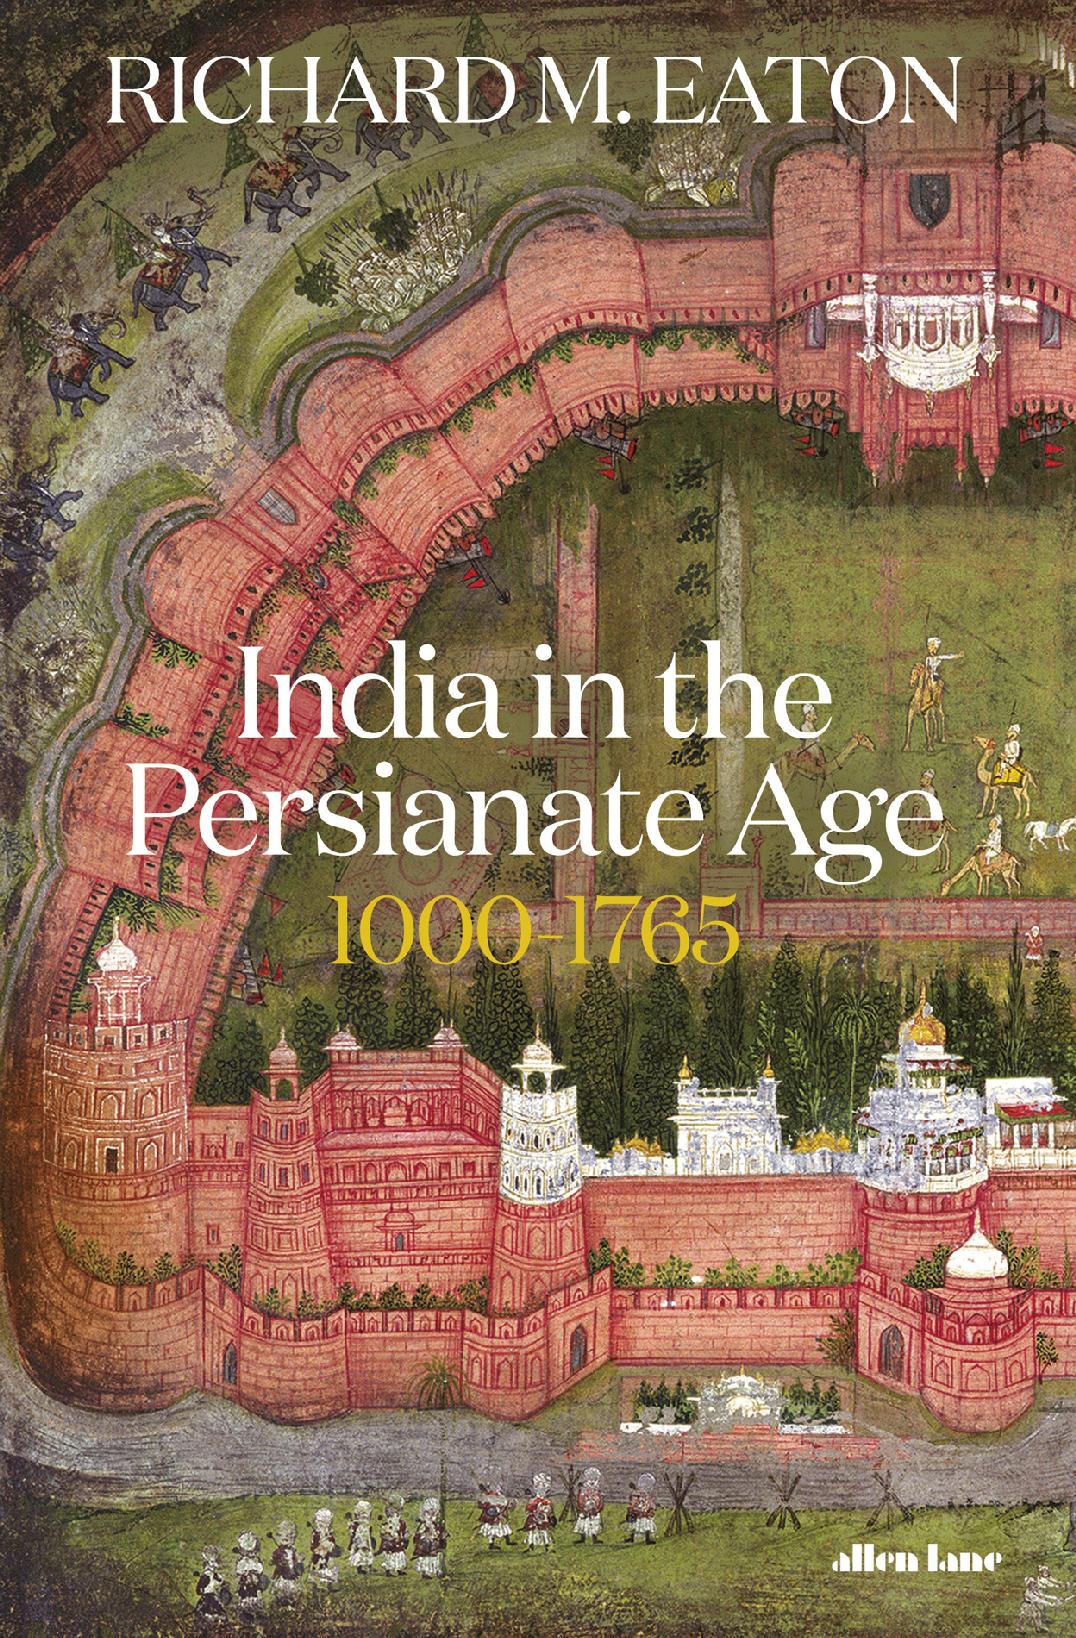 RICHARD M. EATON
India in the
Persianate Age
1000–1765
allen lane